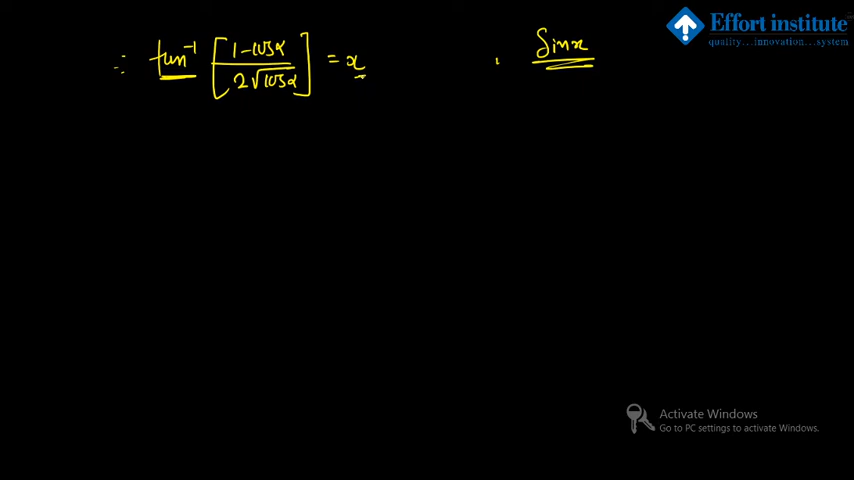 ∴ tan⁻¹ [ (1-cosα) / (2√cosα) ] = x , Sinx
Effort institute
quality...innovation...system
Activate Windows
Go to PC settings to activate Windows.